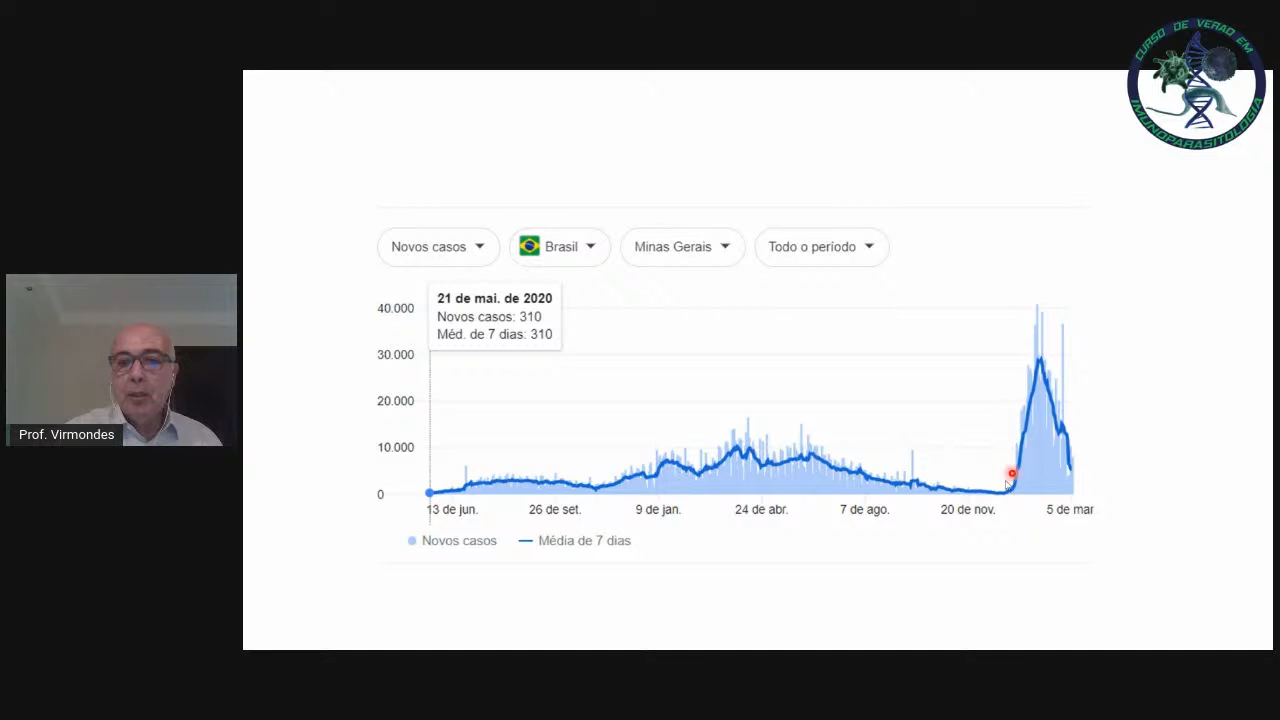 CURSO DE VERÃO EM
IMUNOPARASITOLOGIA
Novos casos
Brasil
Minas Gerais
Todo o período
21 de mai. de 2020
Novos casos: 310
Méd. de 7 dias: 310
40.000
30.000
20.000
10.000
0
13 de jun.
26 de set.
9 de jan.
24 de abr.
7 de ago.
20 de nov.
5 de mar
Novos casos
Média de 7 dias
Prof. Virmondes